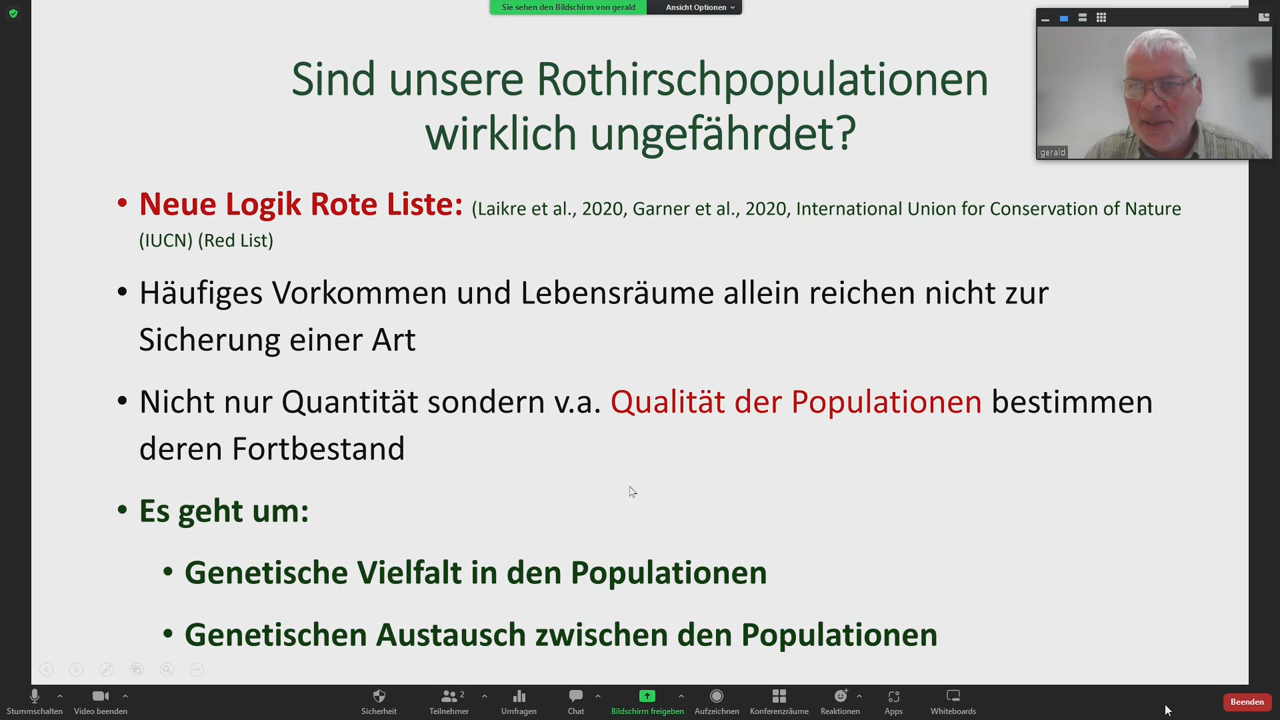 Sie sehen den Bildschirm von gerald
Ansicht Optionen
Sind unsere Rothirschpopulationen
wirklich ungefährdet?
gerald
• Neue Logik Rote Liste: (Laikre et al., 2020, Garner et al., 2020, International Union for Conservation of Nature
(IUCN) (Red List)
• Häufiges Vorkommen und Lebensräume allein reichen nicht zur
Sicherung einer Art
• Nicht nur Quantität sondern v.a. Qualität der Populationen bestimmen
deren Fortbestand
• Es geht um:
• Genetische Vielfalt in den Populationen
• Genetischen Austausch zwischen den Populationen
Stummschalten
Video beenden
Sicherheit
2
Teilnehmer
Umfragen
Chat
Bildschirm freigeben
Aufzeichnen
Konferenzräume
Reaktionen
Apps
Whiteboards
Beenden